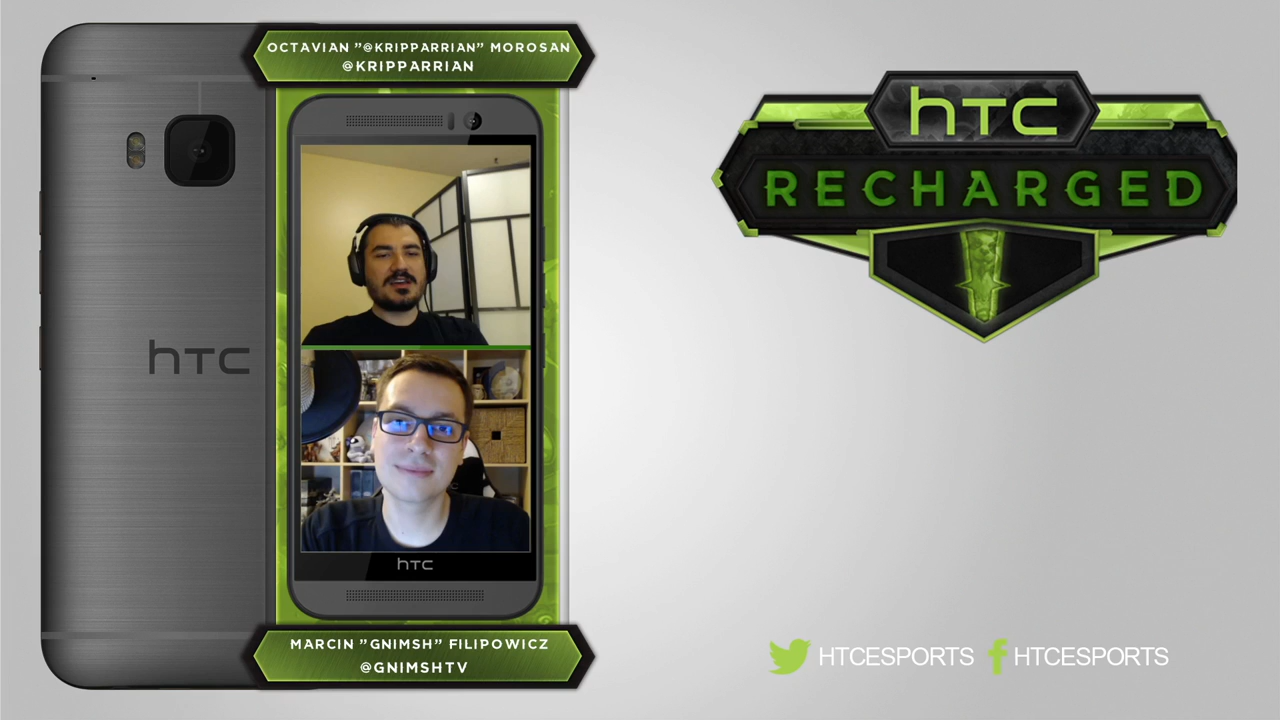 OCTAVIAN "@KRIPPARRIAN" MOROSAN
@KRIPPARRIAN
hTC
RECHARGED
hTC
hTC
MARCIN "GNIMSH" FILIPOWICZ
@GNIMSHTV
HTCESPORTS
HTCESPORTS